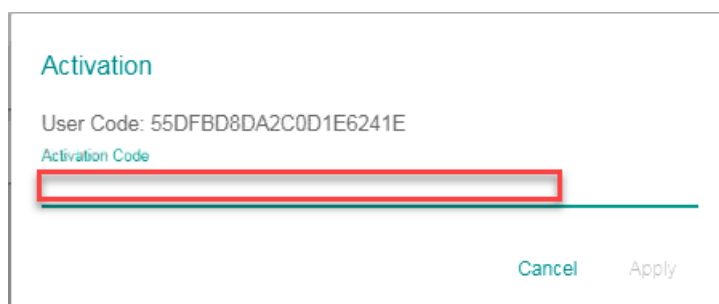 Activation
User Code: 55DFBD8DA2C0D1E6241E
Activation Code
Cancel Apply